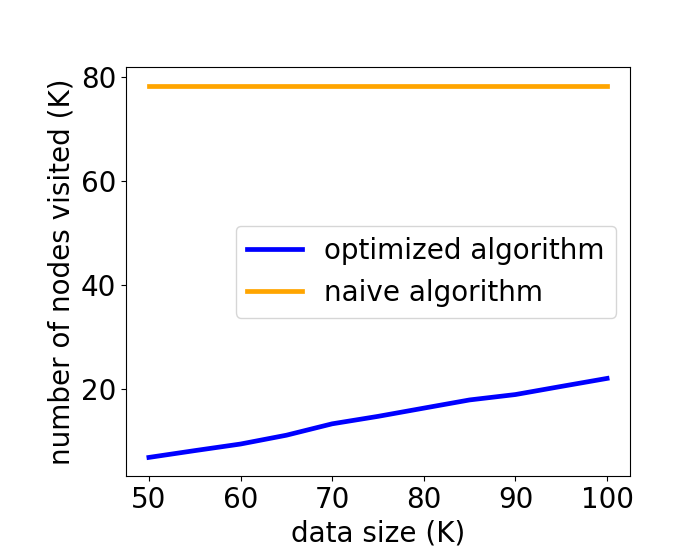 80
60
40
20
number of nodes visited (K)
optimized algorithm
naive algorithm
50 60 70 80 90 100
data size (K)